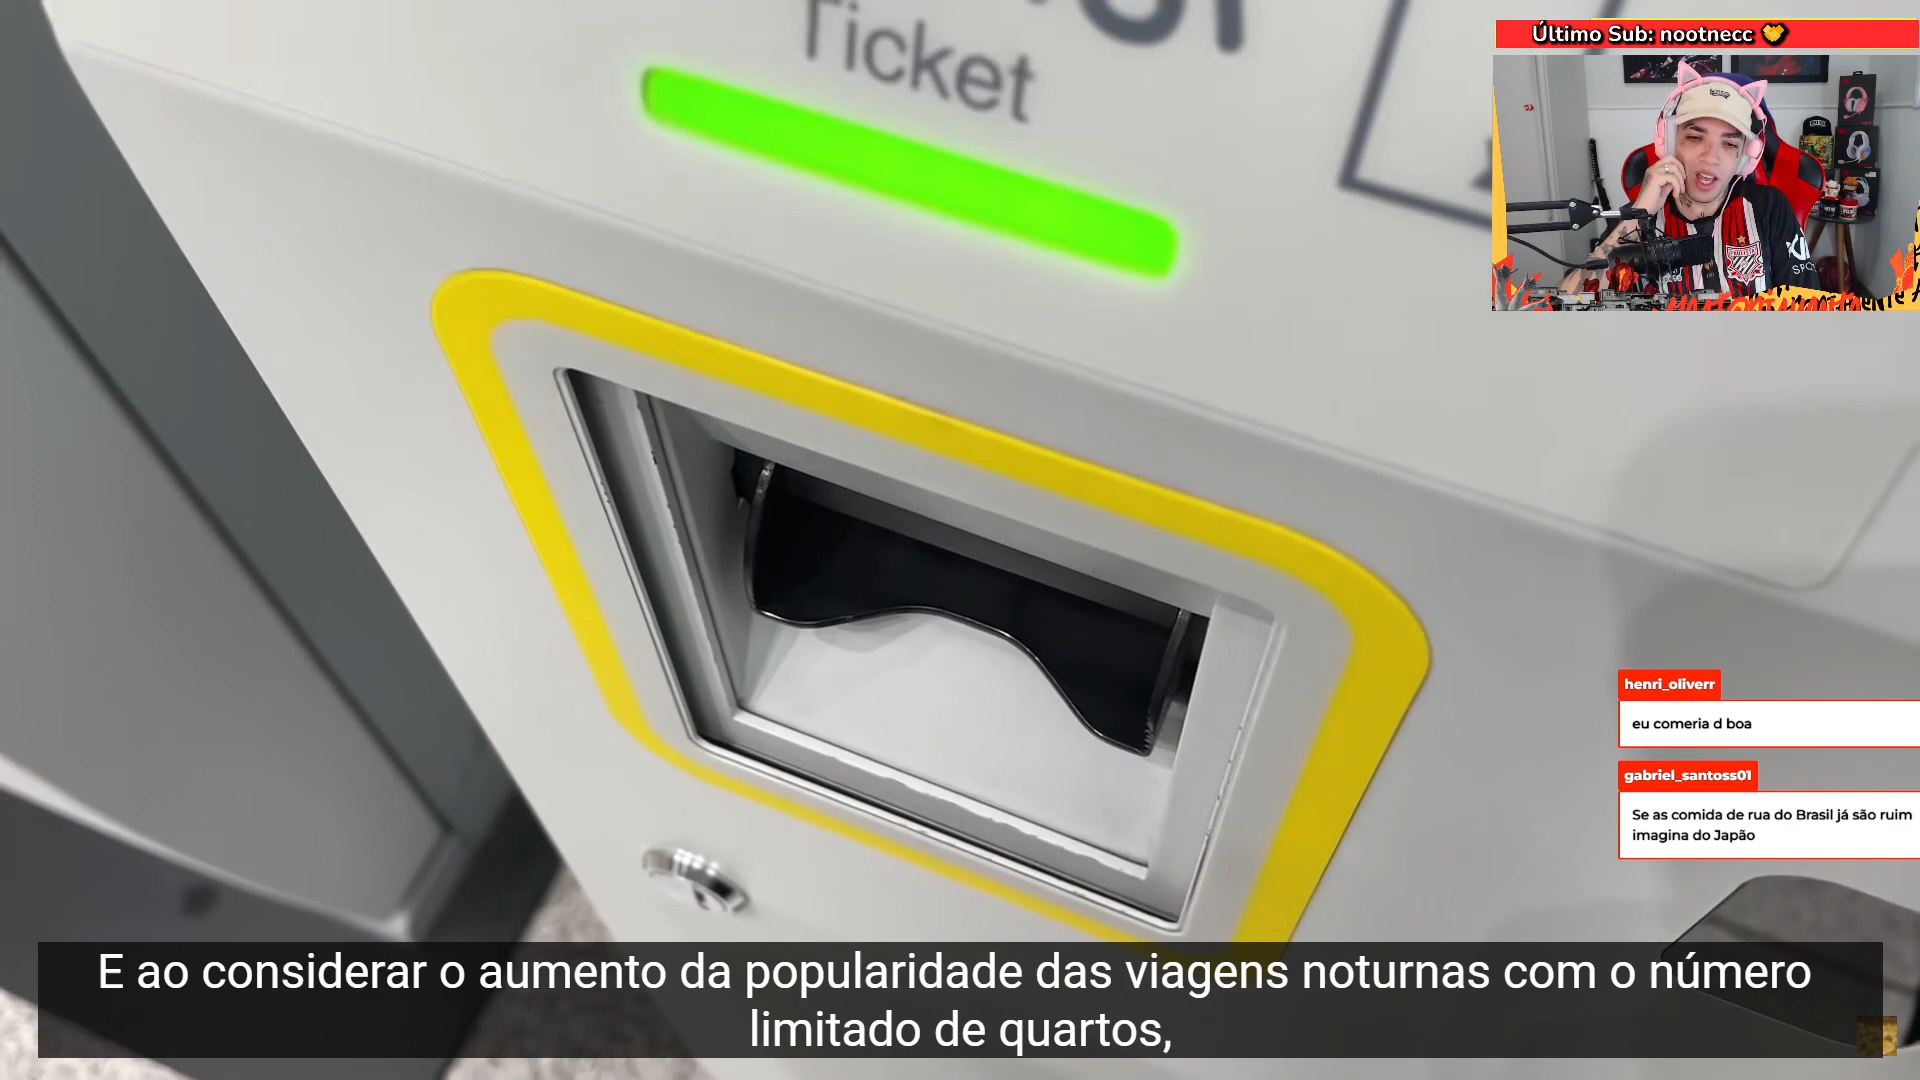 Ticket
Último Sub: nootnecc
henri_oliverr
eu comeria d boa
gabriel_santoss01
Se as comida de rua do Brasil já são ruim
imagina do Japão
E ao considerar o aumento da popularidade das viagens noturnas com o número
limitado de quartos,